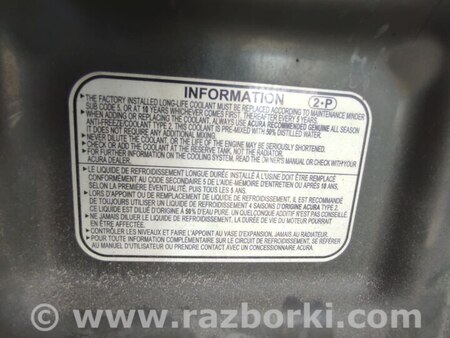 INFORMATION 2-P
▸THE FACTORY INSTALLED LONG-LIFE COOLANT MUST BE REPLACED ACCORDING TO MAINTENANCE MINDER
SUB CODE 5, OR AT 10 YEARS WHICHEVER COMES FIRST. THEREAFTER EVERY 5 YEARS.
▸WHEN ADDING OR REPLACING THE COOLANT, ALWAYS USE ACURA RECOMMENDED GENUINE ALL SEASON
ANTIFREEZE/COOLANT TYPE 2. THIS COOLANT IS PRE-MIXED WITH 50% DISTILLED WATER.
IT DOES NOT REQUIRE ANY ADDITIONAL MIXING.
▸NEVER DILUTE THE COOLANT, OR THE LIFE OF THE ENGINE MAY BE SERIOUSLY SHORTENED.
▸CHECK OR ADD THE COOLANT AT THE RESERVE TANK, NOT THE RADIATOR.
▸FOR FURTHER INFORMATION ON THE COOLING SYSTEM, READ THE OWNER'S MANUAL OR CHECK WITH YOUR
ACURA DEALER.
▸LE LIQUIDE DE REFROIDISSEMENT LONGUE DURÉE INSTALLÉ A L'USINE DOIT ÊTRE REMPLACÉ
CONFORMÉMENT AU CODE SECONDAIRE 5 DE L'AIDE-MÉMOIRE D'ENTRETIEN OU APRÈS 10 ANS,
SELON LA PREMIÈRE ÉVENTUALITÉ, PUIS TOUS LES 5 ANS.
▸LORS D'APPOINT OU DE REMPLACEMENT DE LIQUIDE DE REFROIDISSEMENT, IL EST RECOMMANDÉ
DE TOUJOURS UTILISER UN LIQUIDE DE REFROIDISSEMENT 4 SAISONS D'ORIGINE ACURA TYPE 2.
CE LIQUIDE EST DILUÉ D'ORIGINE À 50% D'EAU PUR. UN QUELCONQUE ADDITIF N'EST PAS CONSEILLÉ.
▸NE JAMAIS DILUER LE LIQUIDE DE REFROIDISSEMENT. LA DURÉE DE VIE DU MOTEUR POURRAIT
EN ÊTRE AFFECTÉE.
▸CONTRÔLER LES NIVEAUX ET FAIRE L'APPOINT AU VASE D'EXPANSION, JAMAIS AU RADIATEUR.
▸POUR TOUTE INFORMATION COMPLÉMENTAIRE SUR LE CIRCUIT DE REFROIDISSEMENT, SE RÉFÉRER
AU MANUEL D'UTILISATEUR OU PRENDRE CONTACT AVEC UN CONCESSIONNAIRE ACURA.
www.razborki.com